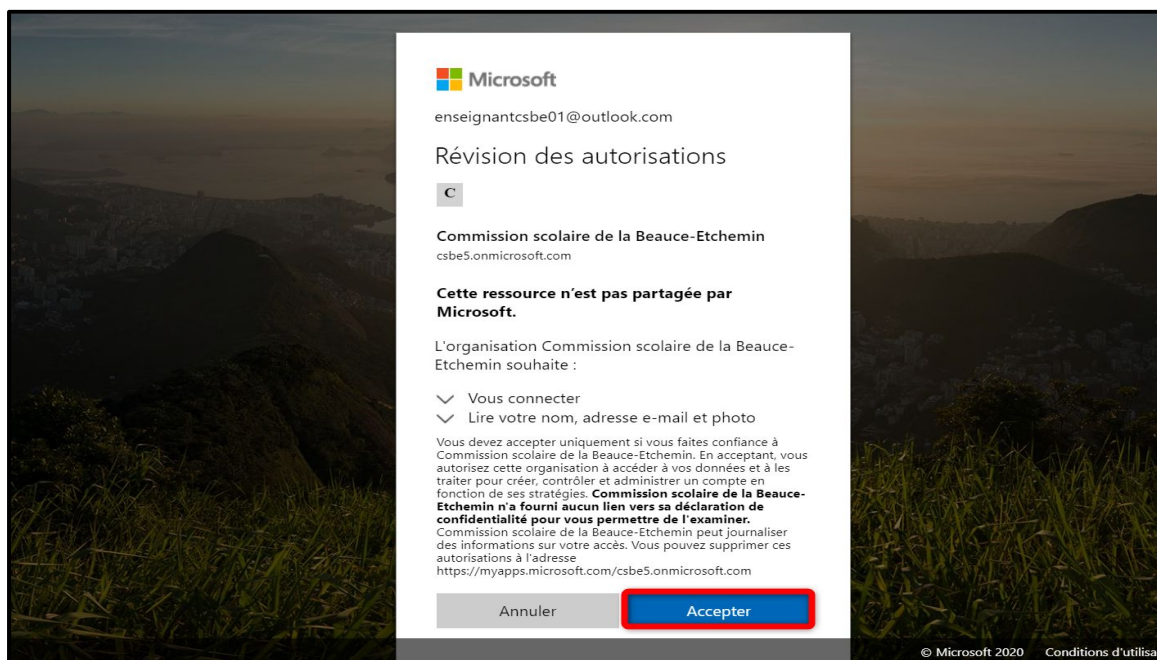 Microsoft
enseignantcsbe01@outlook.com
Révision des autorisations
C
Commission scolaire de la Beauce-Etchemin
csbe5.onmicrosoft.com
Cette ressource n'est pas partagée par
Microsoft.
L'organisation Commission scolaire de la Beauce-
Etchemin souhaite :
Vous connecter
Lire votre nom, adresse e-mail et photo
Vous devez accepter uniquement si vous faites confiance à
Commission scolaire de la Beauce-Etchemin. En acceptant, vous
autorisez cette organisation à accéder à vos données et à les
traiter pour créer, contrôler et administrer un compte en
fonction de ses stratégies. Commission scolaire de la Beauce-
Etchemin n'a fourni aucun lien vers sa déclaration de
confidentialité pour vous permettre de l'examiner.
Commission scolaire de la Beauce-Etchemin peut journaliser
des informations sur votre accès. Vous pouvez supprimer ces
autorisations à l'adresse
https://myapps.microsoft.com/csbe5.onmicrosoft.com
Annuler Accepter
© Microsoft 2020 Conditions d'utilisa